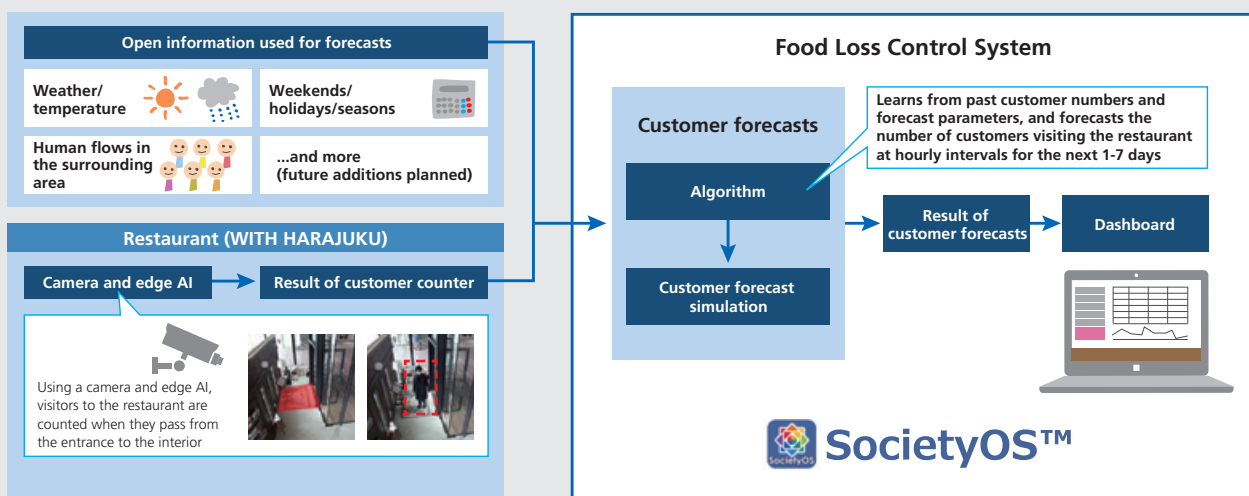 Open information used for forecasts
Weather/
temperature
Weekends/
holidays/seasons
Human flows in
the surrounding
area
...and more
(future additions planned)
Restaurant (WITH HARAJUKU)
Camera and edge AI
Result of customer counter
Using a camera and edge AI,
visitors to the restaurant are
counted when they pass from
the entrance to the interior
Food Loss Control System
Customer forecasts
Learns from past customer numbers and
forecast parameters, and forecasts the
number of customers visiting the restaurant
at hourly intervals for the next 1-7 days
Algorithm
Customer forecast
simulation
Result of
customer forecasts
Dashboard
SocietyOS
SocietyOS™